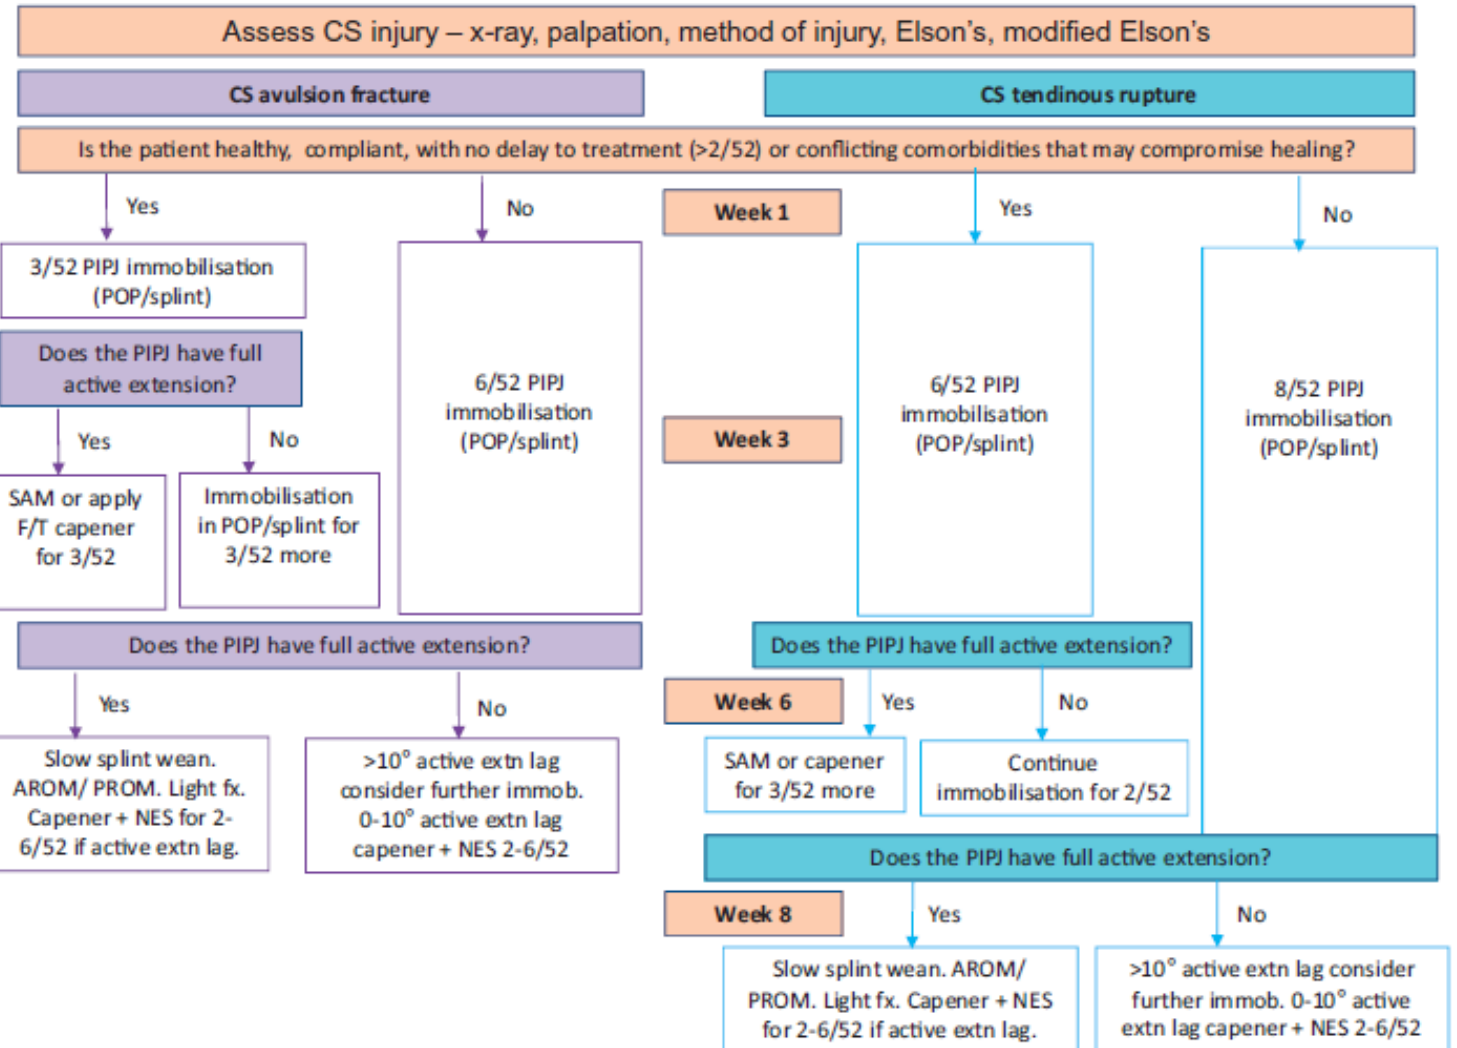 Assess CS injury – x-ray, palpation, method of injury, Elson's, modified Elson's
CS avulsion fracture
CS tendinous rupture
Is the patient healthy, compliant, with no delay to treatment (>2/52) or conflicting comorbidities that may compromise healing?
Yes
No
Week 1
Yes
No
3/52 PIPJ immobilisation
(POP/splint)
Does the PIPJ have full
active extension?
Yes
No
SAM or apply
F/T capener
for 3/52
Immobilisation
in POP/splint for
3/52 more
6/52 PIPJ
immobilisation
(POP/splint)
Week 3
6/52 PIPJ
immobilisation
(POP/splint)
8/52 PIPJ
immobilisation
(POP/splint)
Does the PIPJ have full active extension?
Yes
No
Slow splint wean.
AROM/ PROM. Light fx.
Capener + NES for 2-
6/52 if active extn lag.
>10° active extn lag
consider further immob.
0-10° active extn lag
capener + NES 2-6/52
Does the PIPJ have full active extension?
Week 6
Yes
No
SAM or capener
for 3/52 more
Continue
immobilisation for 2/52
Does the PIPJ have full active extension?
Week 8
Yes
No
Slow splint wean. AROM/
PROM. Light fx. Capener + NES
for 2-6/52 if active extn lag.
>10° active extn lag consider
further immob. 0-10° active
extn lag capener + NES 2-6/52